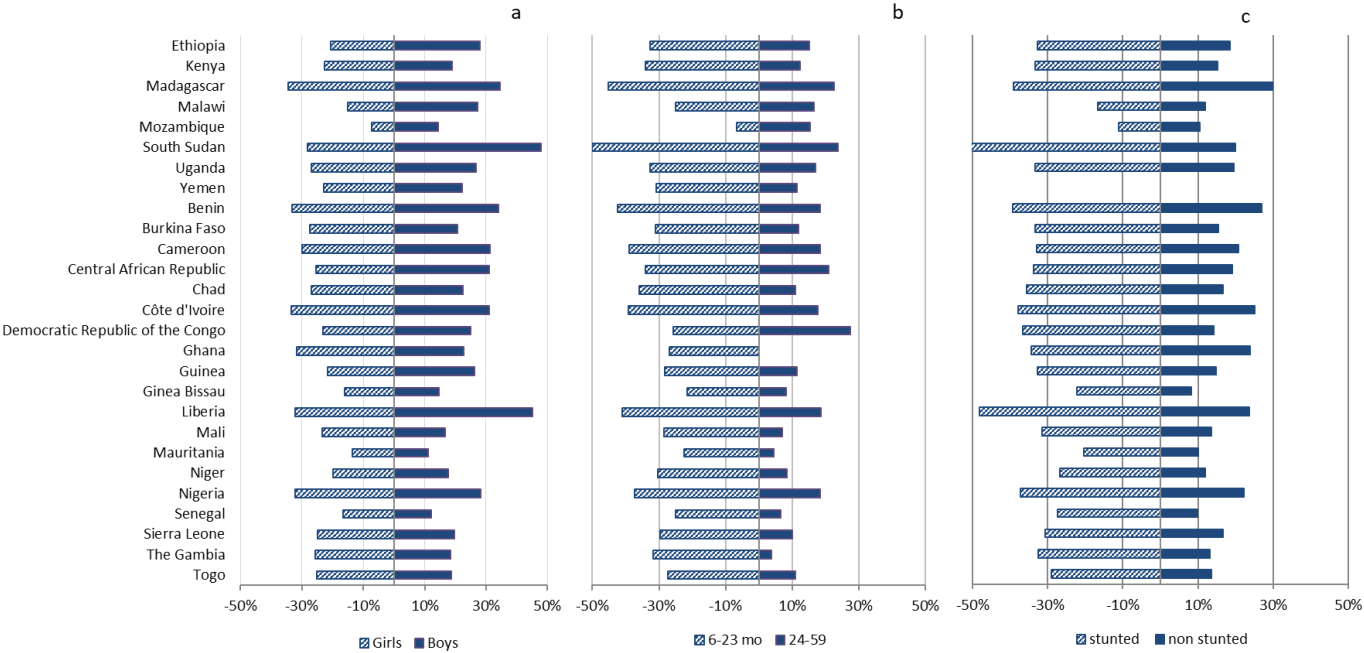 a
b
c
Ethiopia
Kenya
Madagascar
Malawi
Mozambique
South Sudan
Uganda
Yemen
Benin
Burkina Faso
Cameroon
Central African Republic
Chad
Côte d'Ivoire
Democratic Republic of the Congo
Ghana
Guinea
Ginea Bissau
Liberia
Mali
Mauritania
Niger
Nigeria
Senegal
Sierra Leone
The Gambia
Togo
-50% -30% -10% 10% 30% 50%
-50% -30% -10% 10% 30% 50%
-50% -30% -10% 10% 30% 50%
Girls Boys
6-23 mo 24-59
stunted non stunted